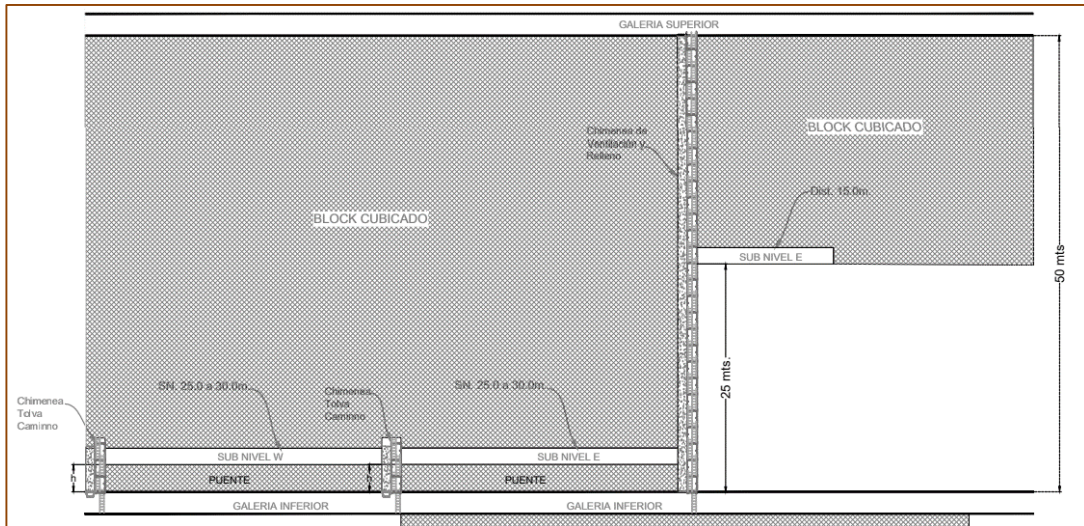 GALERIA SUPERIOR
BLOCK CUBICADO
Chimenea de
Ventilación y
Relleno
Dist. 15.0m.
BLOCK CUBICADO
SUB NIVEL E
50 mts
25 mts.
SN. 25.0 a 30.0m
Chimenea
Tolva
Caminno
SN. 25.0 a 30.0m
Chimenea
Tolva
Caminno
SUB NIVEL W
SUB NIVEL E
PUENTE
PUENTE
GALERIA INFERIOR
GALERIA INFERIOR